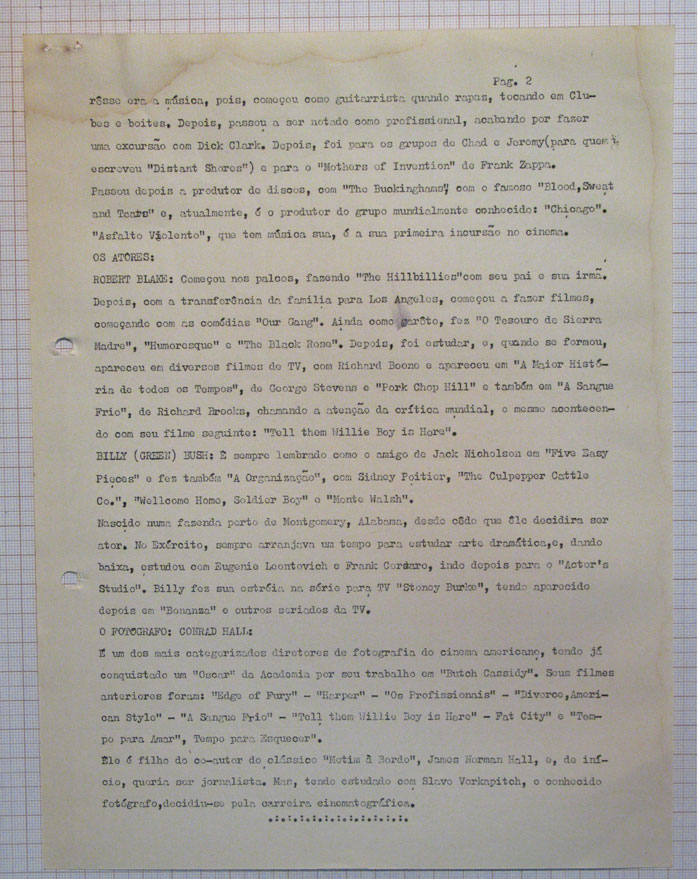 Pag. 2
rêsse era a música, pois, começou como guitarrista quando rapaz, tocando em Clu-
bes e boites. Depois, passou a ser notado como profissional, acabando por fazer
uma excursão com Dick Clark. Depois, foi para os grupos de Chad e Jeremy(para quem
escreveu "Distant Shores") e para o "Mothers of Invention" de Frank Zappa.
Passou depois a produtor de discos, com "The Buckinghams", com o famoso "Blood,Sweat
and Tears" e, atualmente, é o produtor do grupo mundialmente conhecido: "Chicago".
"Asfalto Violento", que tem música sua, é a sua primeira incursão no cinema.
OS ATÔRES:
ROBERT BLAKE: Começou nos palcos, fazendo "The Hillbillies"com seu pai e sua irmã.
Depois, com a transferência da familia para Los Angeles, começou a fazer filmes,
começando com as comédias "Our Gang". Ainda como garôto, fez "O Tesouro de Sierra
Madre", "Humoresque" e "The Black Rose". Depois, foi estudar, e, quando se formou,
apareceu em diversos filmes de TV, com Richard Boone e apareceu em "A Maior Histó-
ria de todos os Tempos", de George Stevens e "Pork Chop Hill" e também em "A Sangue
Frio", de Richard Brooks, chamando a atenção da crítica mundial, o mesmo acontecen-
do com seu filme seguinte: "Tell them Willie Boy is Here".
BILLY (GREEN) BUSH: É sempre lembrado como o amigo de Jack Nicholson em "Five Easy
Pieces" e fez também "A Organização", com Sidney Poitier, "The Culpepper Cattle
Co.", "Wellcome Home, Soldier Boy" e "Monte Walsh".
Nascido numa fazenda perto de Montgomery, Alabama, desde cêdo que êle decidira ser
ator. No Exército, sempre arranjava um tempo para estudar arte dramática,e, dando
baixa, estudou com Eugenie Leontovich e Frank Corsaro, indo depois para o "Actor's
Studio". Billy fez sua estréia na série para TV "Stoney Burke", tendo aparecido
depois em "Bonanza" e outros seriados da TV.
O FOTÓGRAFO: CONRAD HALL:
É um dos mais categorizados diretores de fotografia do cinema americano, tendo já
conquistado um "Oscar" da Academia por seu trabalho em "Butch Cassidy". Seus filmes
anteriores foram: "Edge of Fury" - "Harper" - "Os Profissionais" - "Divorce,Ameri-
can Style" - "A Sangue Frio" - "Tell them Willie Boy is Here" - Fat City" e "Tem-
po para Amar", Tempo para Esquecer".
Êle é filho do co-autor do clássico "Motim à Bordo", James Norman Hall, e, de iní-
cio, queria ser jornalista. Mas, tendo estudado com Slavo Vorkapitch, o conhecido
fotógrafo,decidiu-se pela carreira cinematográfica.
.:.:.:.:.:.:.:.:.:.:.:.:.:.